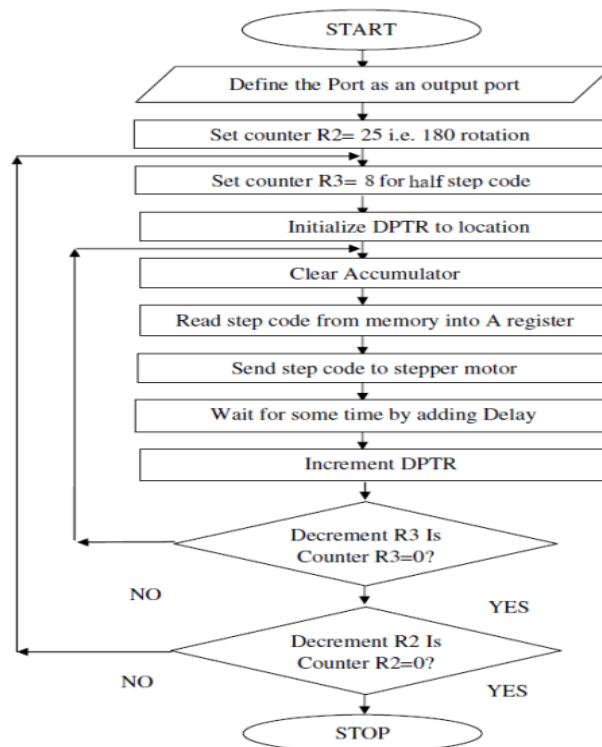 START
Define the Port as an output port
Set counter R2= 25 i.e. 180 rotation
Set counter R3= 8 for half step code
Initialize DPTR to location
Clear Accumulator
Read step code from memory into A register
Send step code to stepper motor
Wait for some time by adding Delay
Increment DPTR
Decrement R3 Is
Counter R3=0?
NO
YES
Decrement R2 Is
Counter R2=0?
NO
YES
STOP